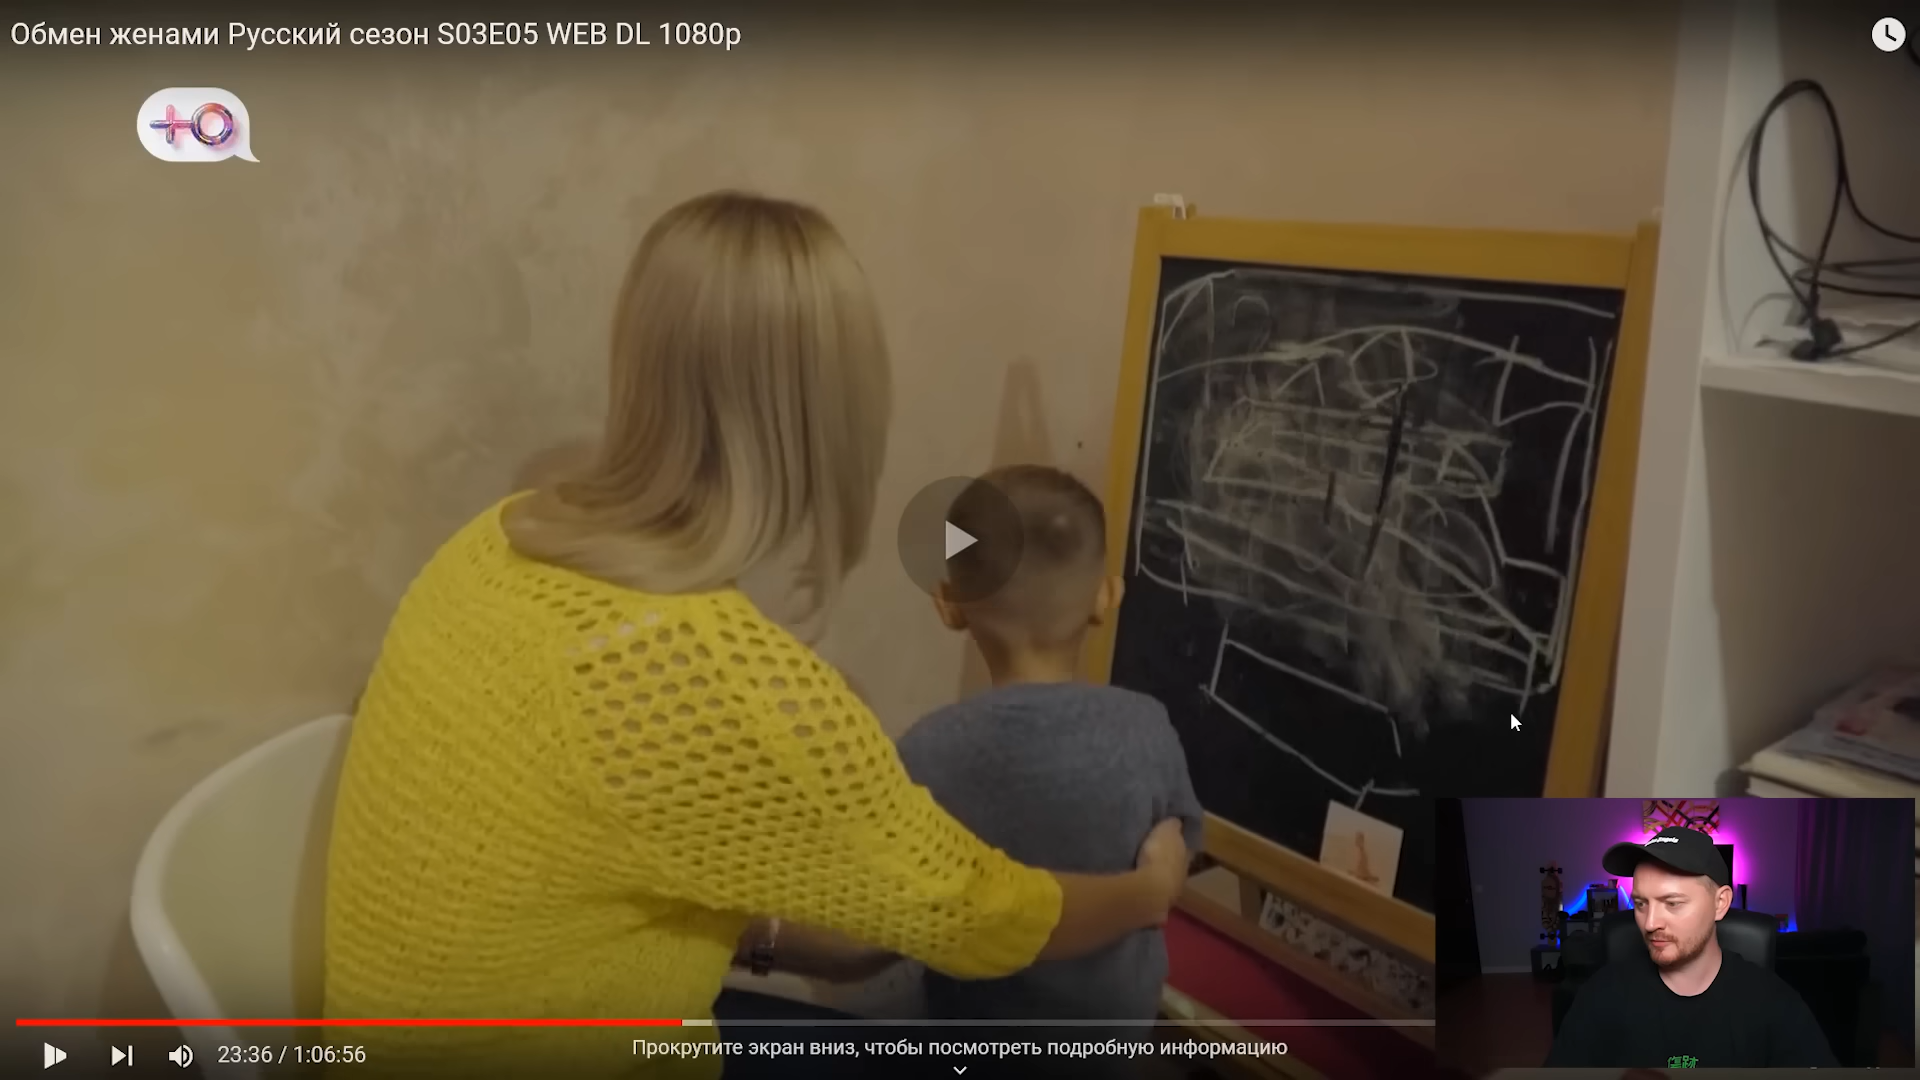 Обмен женами Русский сезон S03E05 WEB DL 1080p
Ю
23:36 / 1:06:56
Прокрутите экран вниз, чтобы посмотреть подробную информацию